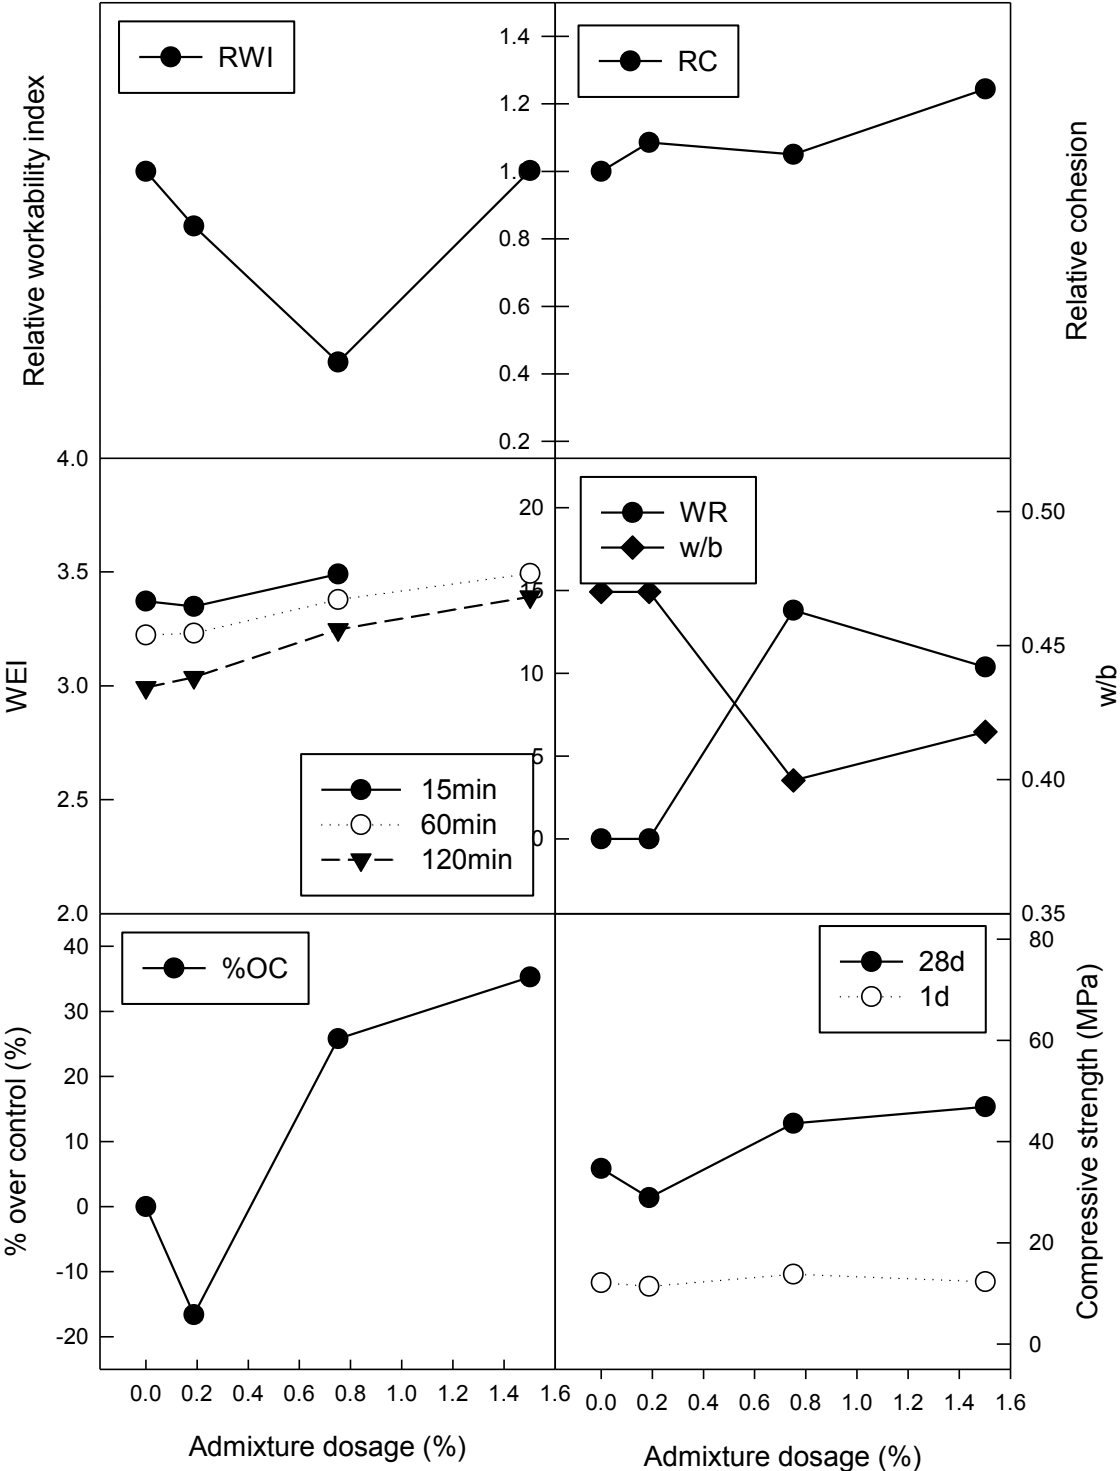 RWI
RC
1.4
1.2
1.
0.8
0.6
0.4
0.2
Relative workability index
Relative cohesion
4.0
3.5
3.0
2.5
2.0
WEI
15min
60min
120min
20
15
10
5
0
WR
w/b
0.50
0.45
0.40
0.35
w/b
%OC
40
30
20
10
0
-10
-20
% over control (%)
28d
1d
80
60
40
20
0
Compressive strength (MPa)
0.0 0.2 0.4 0.6 0.8 1.0 1.2 1.4 1.6
0.0 0.2 0.4 0.6 0.8 1.0 1.2 1.4 1.6
Admixture dosage (%)
Admixture dosage (%)